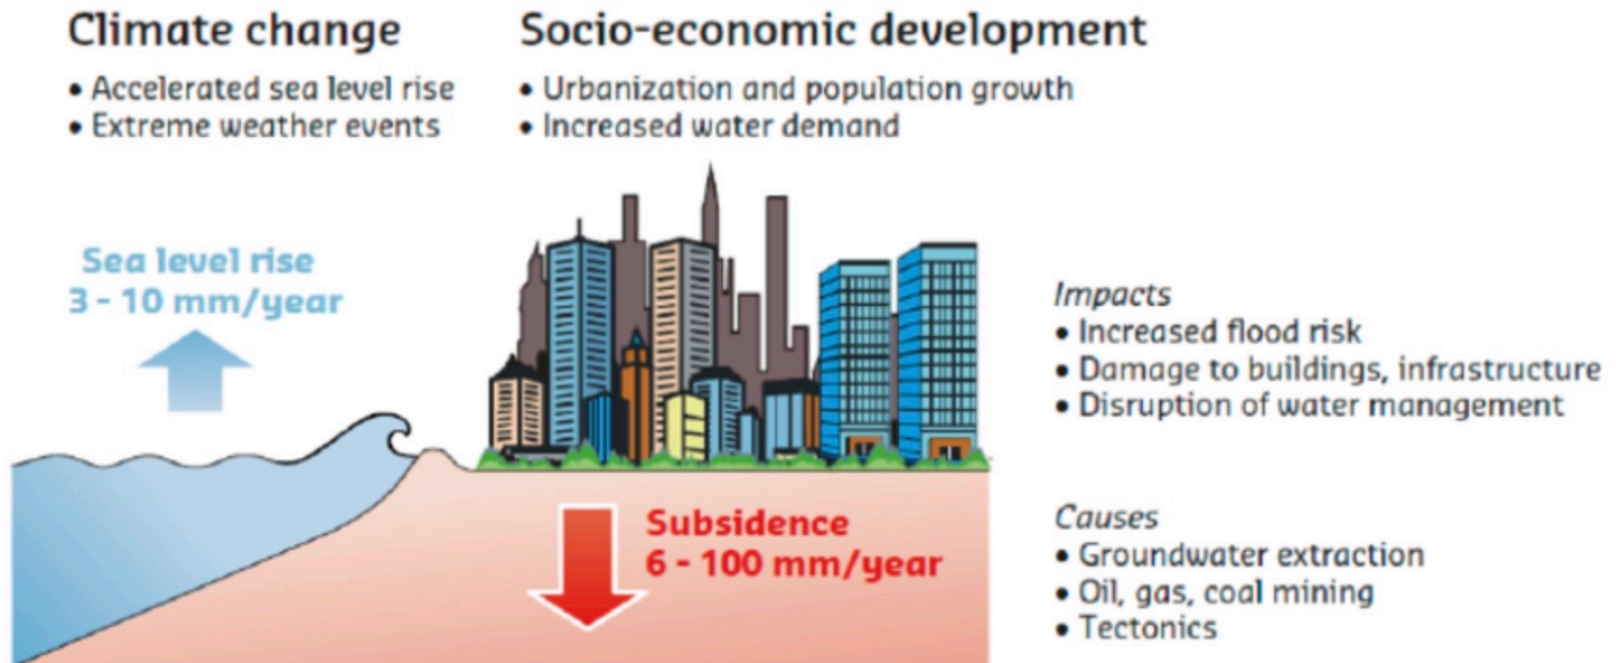 Climate change
• Accelerated sea level rise
• Extreme weather events
Socio-economic development
• Urbanization and population growth
• Increased water demand
Sea level rise
3 - 10 mm/year
Impacts
• Increased flood risk
• Damage to buildings, infrastructure
• Disruption of water management
Subsidence
6 - 100 mm/year
Causes
• Groundwater extraction
• Oil, gas, coal mining
• Tectonics